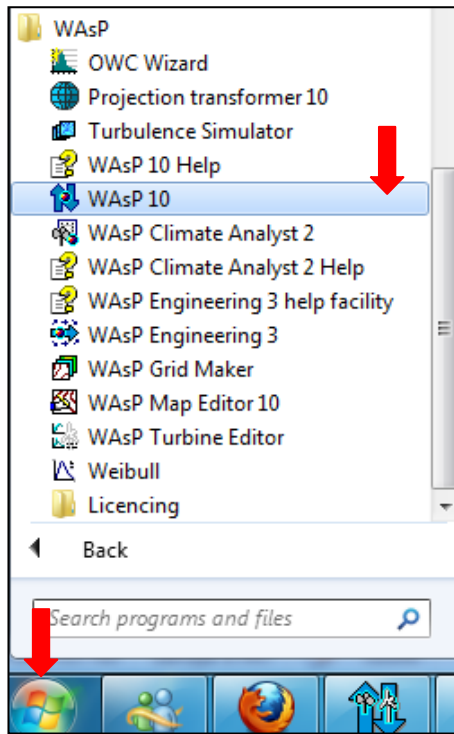 WAsP
OWC Wizard
Projection transformer 10
Turbulence Simulator
WAsP 10 Help
WAsP 10
WAsP Climate Analyst 2
WAsP Climate Analyst 2 Help
WAsP Engineering 3 help facility
WAsP Engineering 3
WAsP Grid Maker
WAsP Map Editor 10
WAsP Turbine Editor
Weibull
Licencing
Back
Search programs and files